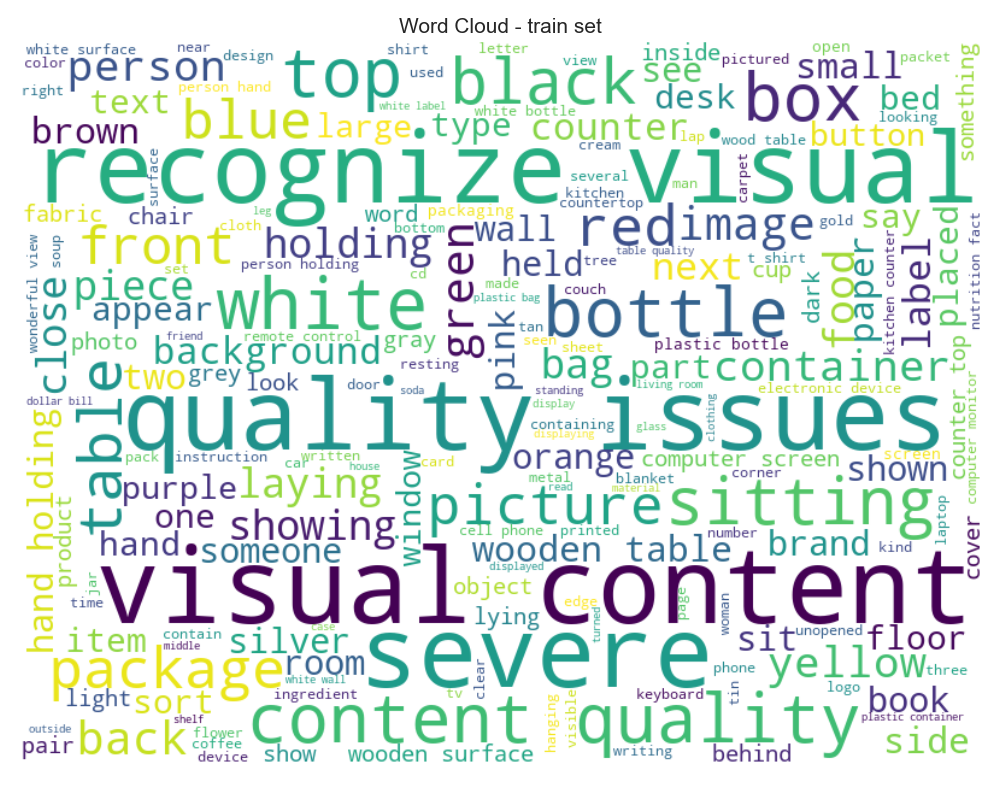 Word Cloud - train set
white surface
near
design
shirt
used
letter
view
inside
pictured
open
packet
color
person
top
black
see
small
something
right
text
person hand
white label
white bottle
desk
box
bed
looking
brown
blue
large
type
counter
lap
wood table
button
cream
recognize visual
surface
several
man
carpet
kitchen
countertop
fabric
chair
leg
cloth
word
packaging
bottom
wall
red
image
gold
say
soup
front
holding
green
table quality
placed
wonderful view
set
person holding
cd
held
tree
next
t shirt
cup
dark
food
paper
kitchen counter
label
nutrition fact
piece
white
made
plastic bag
couch
bottle
close
appear
pink
tan
seen
sheet
plastic bottle
photo
remote control
gray
background
resting
bag
part
container
friend
two
grey
look
door
soda
standing
living room
electronic device
counter top
computer monitor
dollar bill
table
quality issues
display
containing
glass
clothing
displaying
hand holding
pack
instruction
car
written
card
orange
computer screen
screen
house
metal
read
material
blanket
corner
shown
product
purple
laying
window
picture
sitting
laptop
cover
one
showing
cell phone
printed
number
hand
someone
wooden table
brand
kind
displayed
jar
visual content
object
edge
page
woman
time
lying
turned
case
item
contain
silver
severe
sit
unopened
floor
middle
package
room
white wall
clear
phone
yellow
three
light
sort
ingredient
tv
keyboard
tin
logo
book
outside
shelf
content
hanging
visible
quality
plastic container
pair
back
flower
coffee
device
show
wooden surface
writing
behind
side